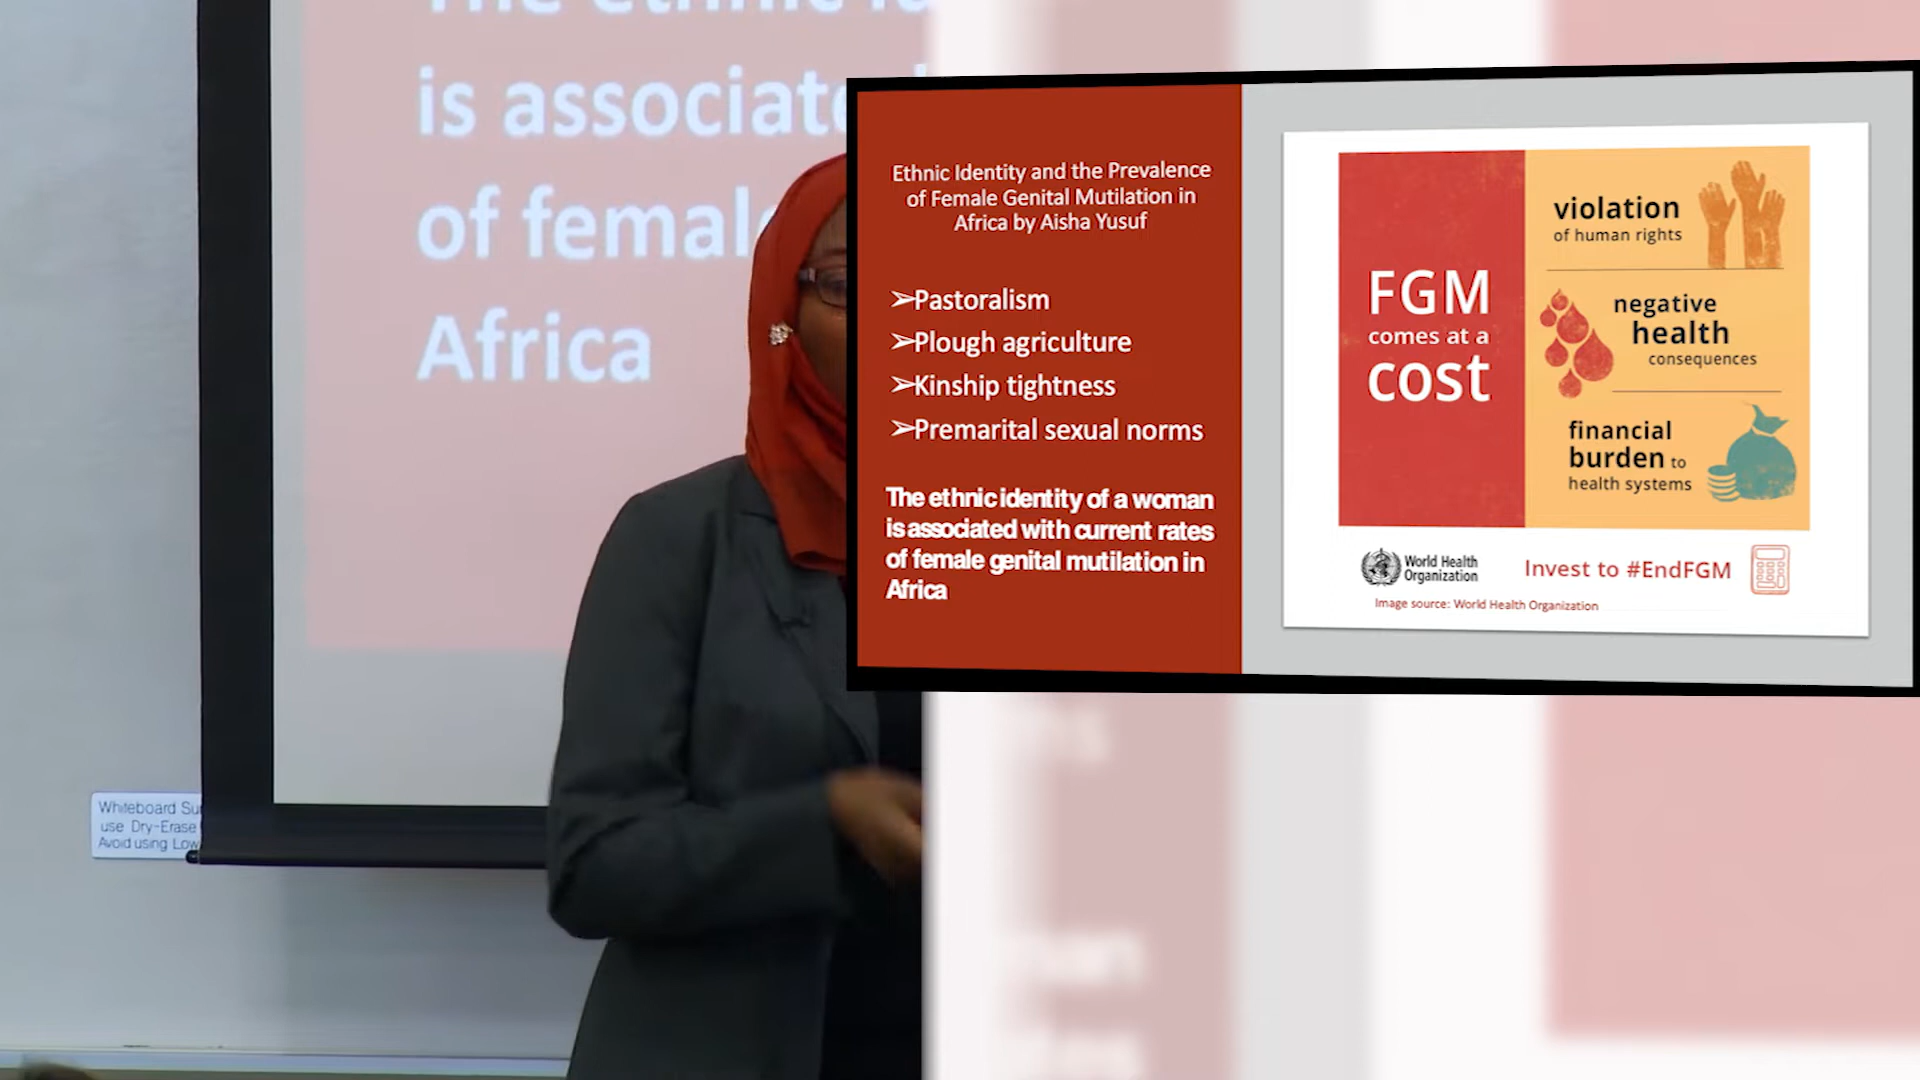 is associate
of female
Africa
Whiteboard Su
use Dry-Erase
Avoid using Low
Ethnic Identity and the Prevalence
of Female Genital Mutilation in
Africa by Aisha Yusuf
➢Pastoralism
➢Plough agriculture
➢Kinship tightness
➢Premarital sexual norms
The ethnic identity of a woman
is associated with current rates
of female genital mutilation in
Africa
FGM
comes at a
cost
violation
of human rights
negative
health
consequences
financial
burden to
health systems
World Health
Organization
Invest to #EndFGM
Image source: World Health Organization